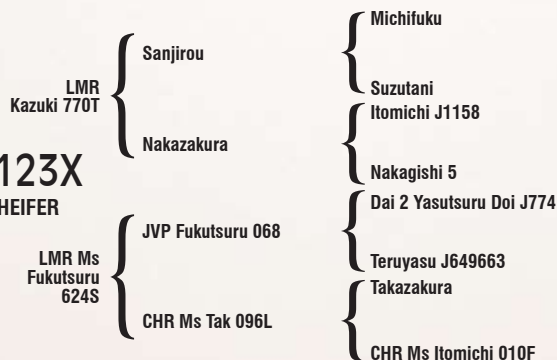 Michifuku
Sanjirou
LMR
Kazuki 770T
Suzutani
Itomichi J1158
Nakazakura
123X
Nakagishi 5
HEIFER
Dai 2 Yasutsuru Doi J774
JVP Fukutsuru 068
LMR Ms
Fukutsuru
624S
Teruyasu J649663
Takazakura
CHR Ms Tak 096L
CHR Ms Itomichi 010F